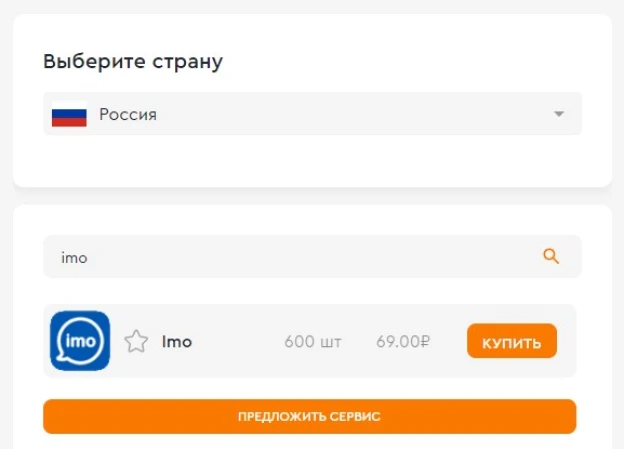 Выберите страну
Россия
imo
imo Imo 600 шт 69.00₽ КУПИТЬ
ПРЕДЛОЖИТЬ СЕРВИС